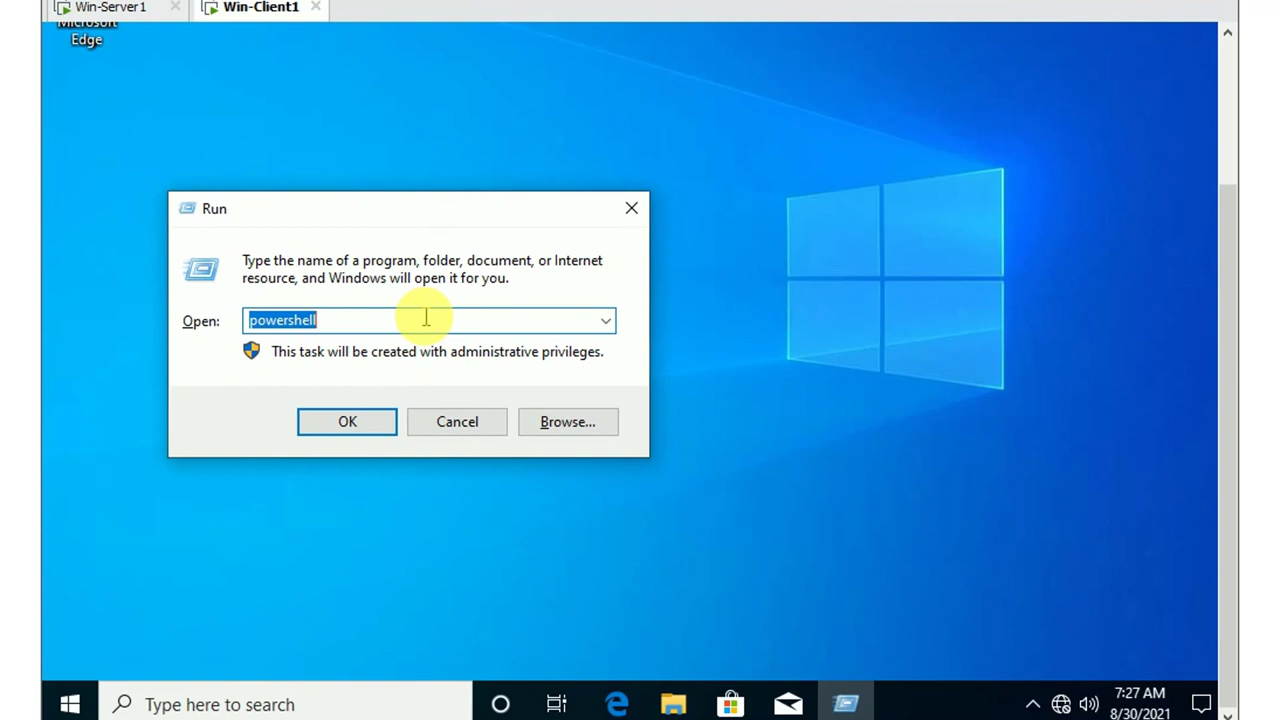 Win-Server1
Win-Client1
Microsoft
Edge
Run
Type the name of a program, folder, document, or Internet
resource, and Windows will open it for you.
Open:
powershell
This task will be created with administrative privileges.
OK
Cancel
Browse...
Type here to search
7:27 AM
8/30/2021